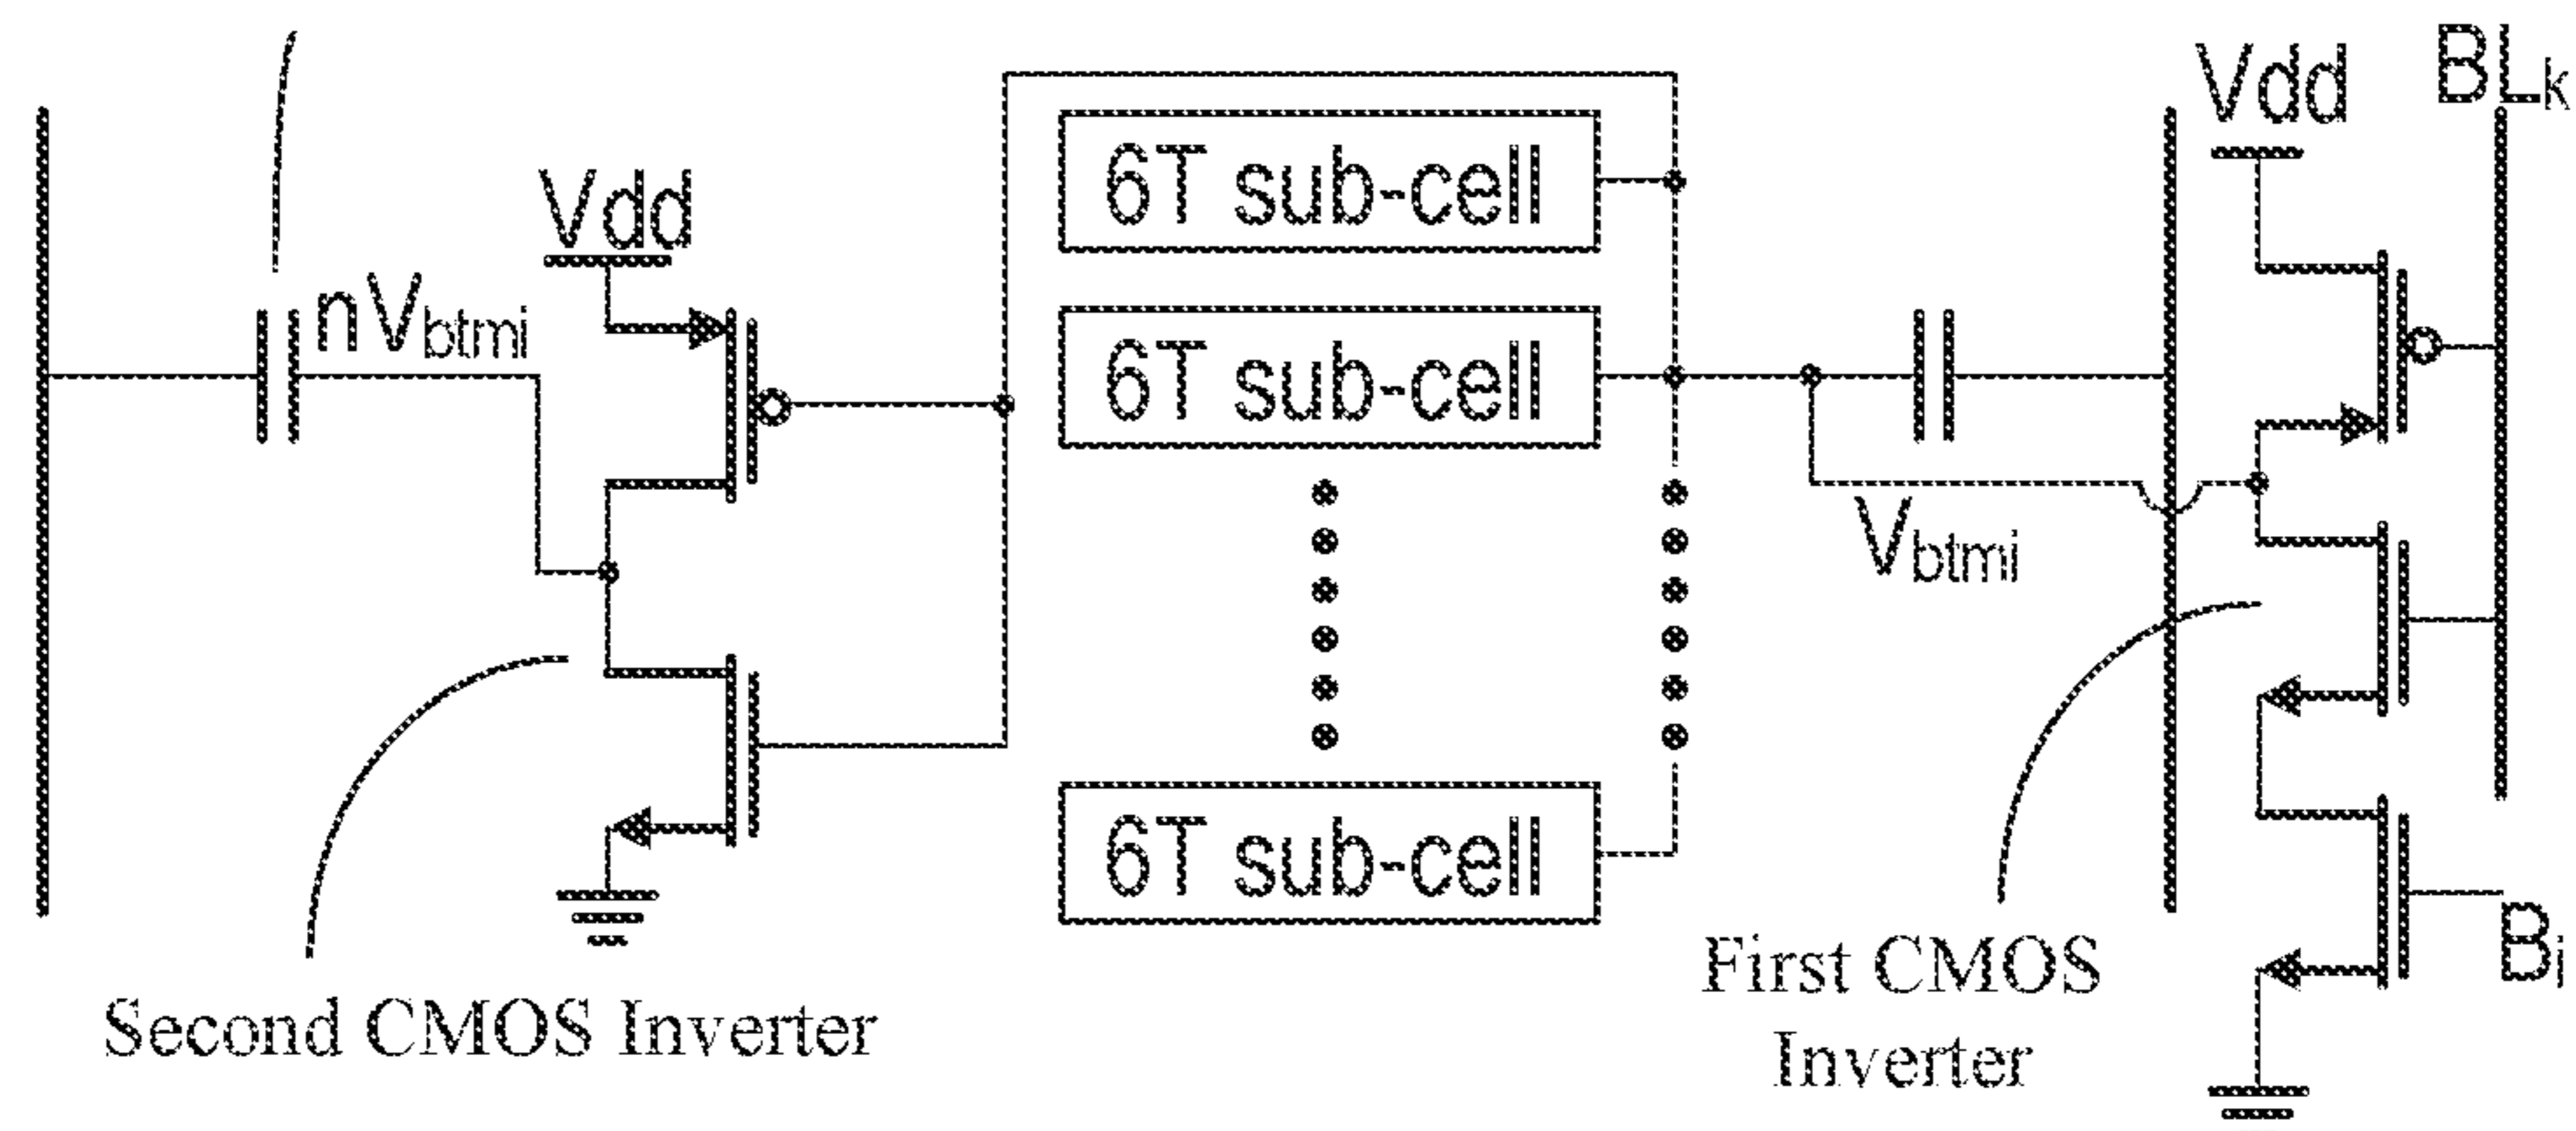 BLk
Vdd
Vdd
6T sub-cell
nVbtmi
6T sub-cell
Vbtmi
6T sub-cell
Bi
First CMOS
Inverter
Second CMOS Inverter